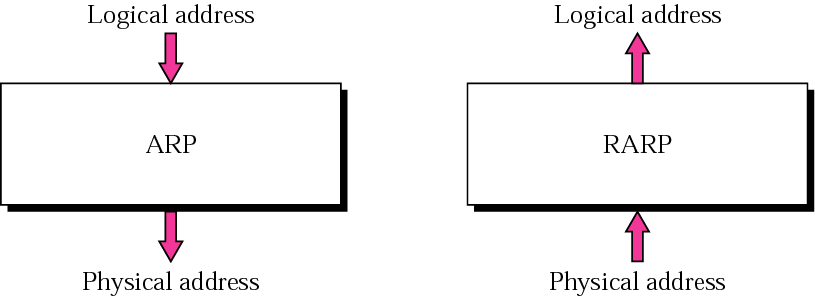 Logical address
ARP
Physical address
Logical address
RARP
Physical address